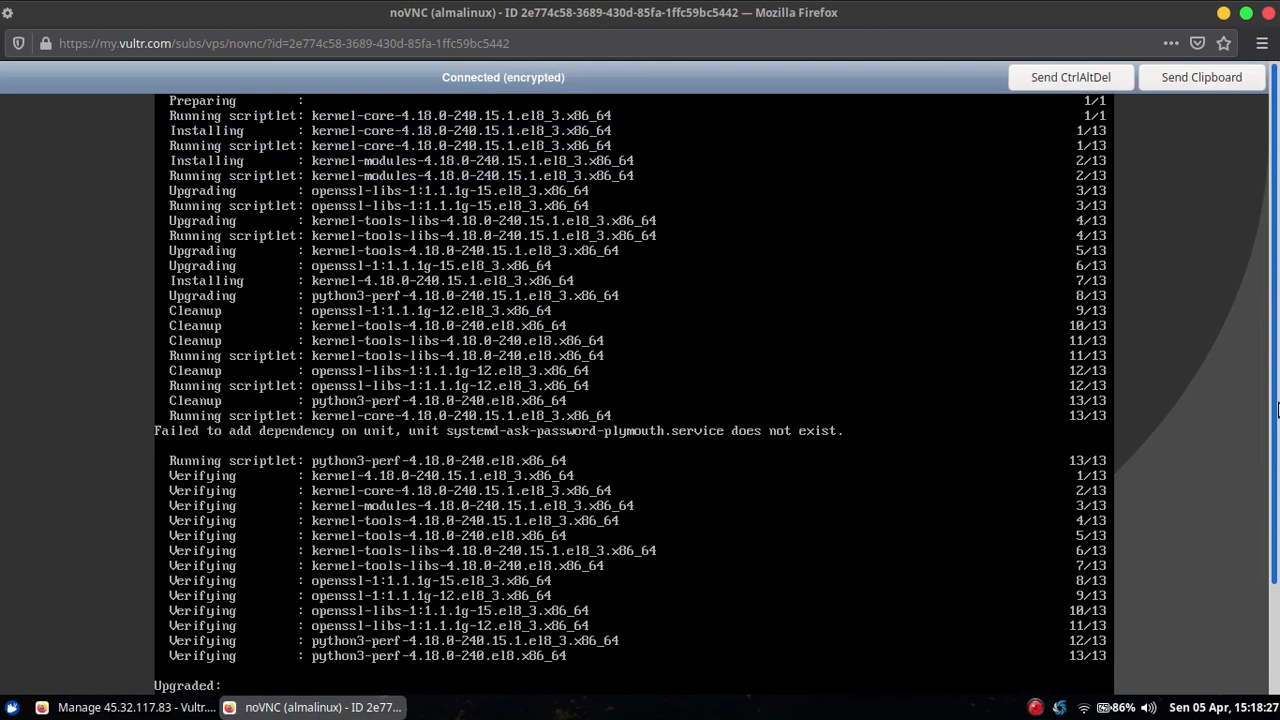 noVNC (almalinux) - ID 2e774c58-3689-430d-85fa-1ffc59bc5442 — Mozilla Firefox
https://my.vultr.com/subs/vps/novnc/?id=2e774c58-3689-430d-85fa-1ffc59bc5442
Connected (encrypted) Send CtrlAltDel Send Clipboard
Preparing : 1/1
Running scriptlet: kernel-core-4.18.0-240.15.1.el8_3.x86_64 1/1
Installing : kernel-core-4.18.0-240.15.1.el8_3.x86_64 1/13
Running scriptlet: kernel-core-4.18.0-240.15.1.el8_3.x86_64 1/13
Installing : kernel-modules-4.18.0-240.15.1.el8_3.x86_64 2/13
Running scriptlet: kernel-modules-4.18.0-240.15.1.el8_3.x86_64 2/13
Upgrading : openssl-libs-1:1.1.1g-15.el8_3.x86_64 3/13
Running scriptlet: openssl-libs-1:1.1.1g-15.el8_3.x86_64 3/13
Upgrading : kernel-tools-libs-4.18.0-240.15.1.el8_3.x86_64 4/13
Running scriptlet: kernel-tools-libs-4.18.0-240.15.1.el8_3.x86_64 4/13
Upgrading : kernel-tools-4.18.0-240.15.1.el8_3.x86_64 5/13
Upgrading : openssl-1:1.1.1g-15.el8_3.x86_64 6/13
Installing : kernel-4.18.0-240.15.1.el8_3.x86_64 7/13
Upgrading : python3-perf-4.18.0-240.15.1.el8_3.x86_64 8/13
Cleanup : openssl-1:1.1.1g-12.el8_3.x86_64 9/13
Cleanup : kernel-tools-4.18.0-240.el8.x86_64 10/13
Cleanup : kernel-tools-libs-4.18.0-240.el8.x86_64 11/13
Running scriptlet: kernel-tools-libs-4.18.0-240.el8.x86_64 11/13
Cleanup : openssl-libs-1:1.1.1g-12.el8_3.x86_64 12/13
Running scriptlet: openssl-libs-1:1.1.1g-12.el8_3.x86_64 12/13
Cleanup : python3-perf-4.18.0-240.el8.x86_64 13/13
Running scriptlet: kernel-core-4.18.0-240.15.1.el8_3.x86_64 13/13
Failed to add dependency on unit, unit systemd-ask-password-plymouth.service does not exist.
Running scriptlet: python3-perf-4.18.0-240.el8.x86_64 13/13
Verifying : kernel-4.18.0-240.15.1.el8_3.x86_64 1/13
Verifying : kernel-core-4.18.0-240.15.1.el8_3.x86_64 2/13
Verifying : kernel-modules-4.18.0-240.15.1.el8_3.x86_64 3/13
Verifying : kernel-tools-4.18.0-240.15.1.el8_3.x86_64 4/13
Verifying : kernel-tools-4.18.0-240.el8.x86_64 5/13
Verifying : kernel-tools-libs-4.18.0-240.15.1.el8_3.x86_64 6/13
Verifying : kernel-tools-libs-4.18.0-240.el8.x86_64 7/13
Verifying : openssl-1:1.1.1g-15.el8_3.x86_64 8/13
Verifying : openssl-1:1.1.1g-12.el8_3.x86_64 9/13
Verifying : openssl-libs-1:1.1.1g-15.el8_3.x86_64 10/13
Verifying : openssl-libs-1:1.1.1g-12.el8_3.x86_64 11/13
Verifying : python3-perf-4.18.0-240.15.1.el8_3.x86_64 12/13
Verifying : python3-perf-4.18.0-240.el8.x86_64 13/13
Upgraded:
Manage 45.32.117.83 - Vultr.... noVNC (almalinux) - ID 2e77... 86% Sen 05 Apr, 15:18:27